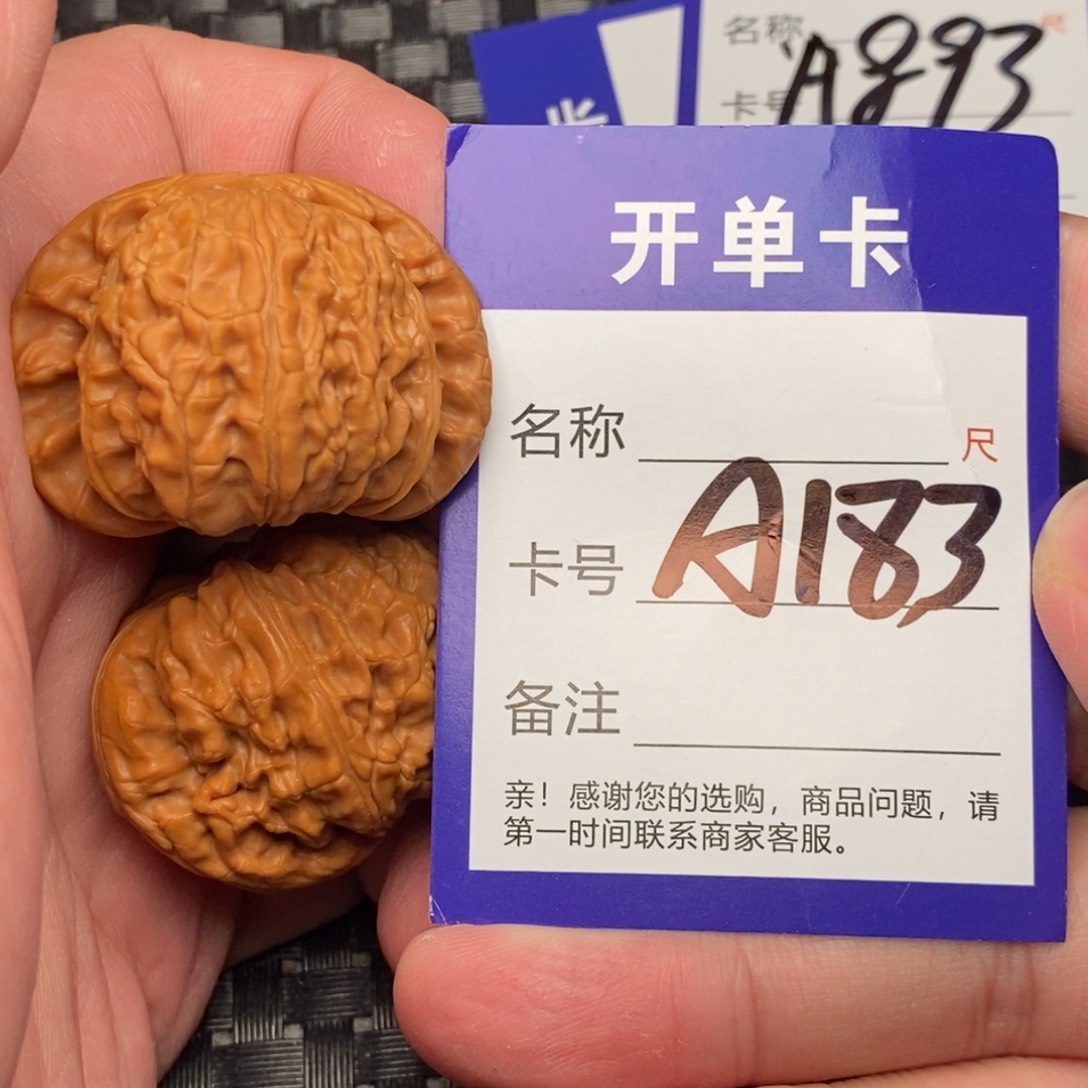 名称 尺
卡号 A893
开单卡
名称 尺
卡号 A183
备注
亲！感谢您的选购，商品问题，请
第一时间联系商家客服。